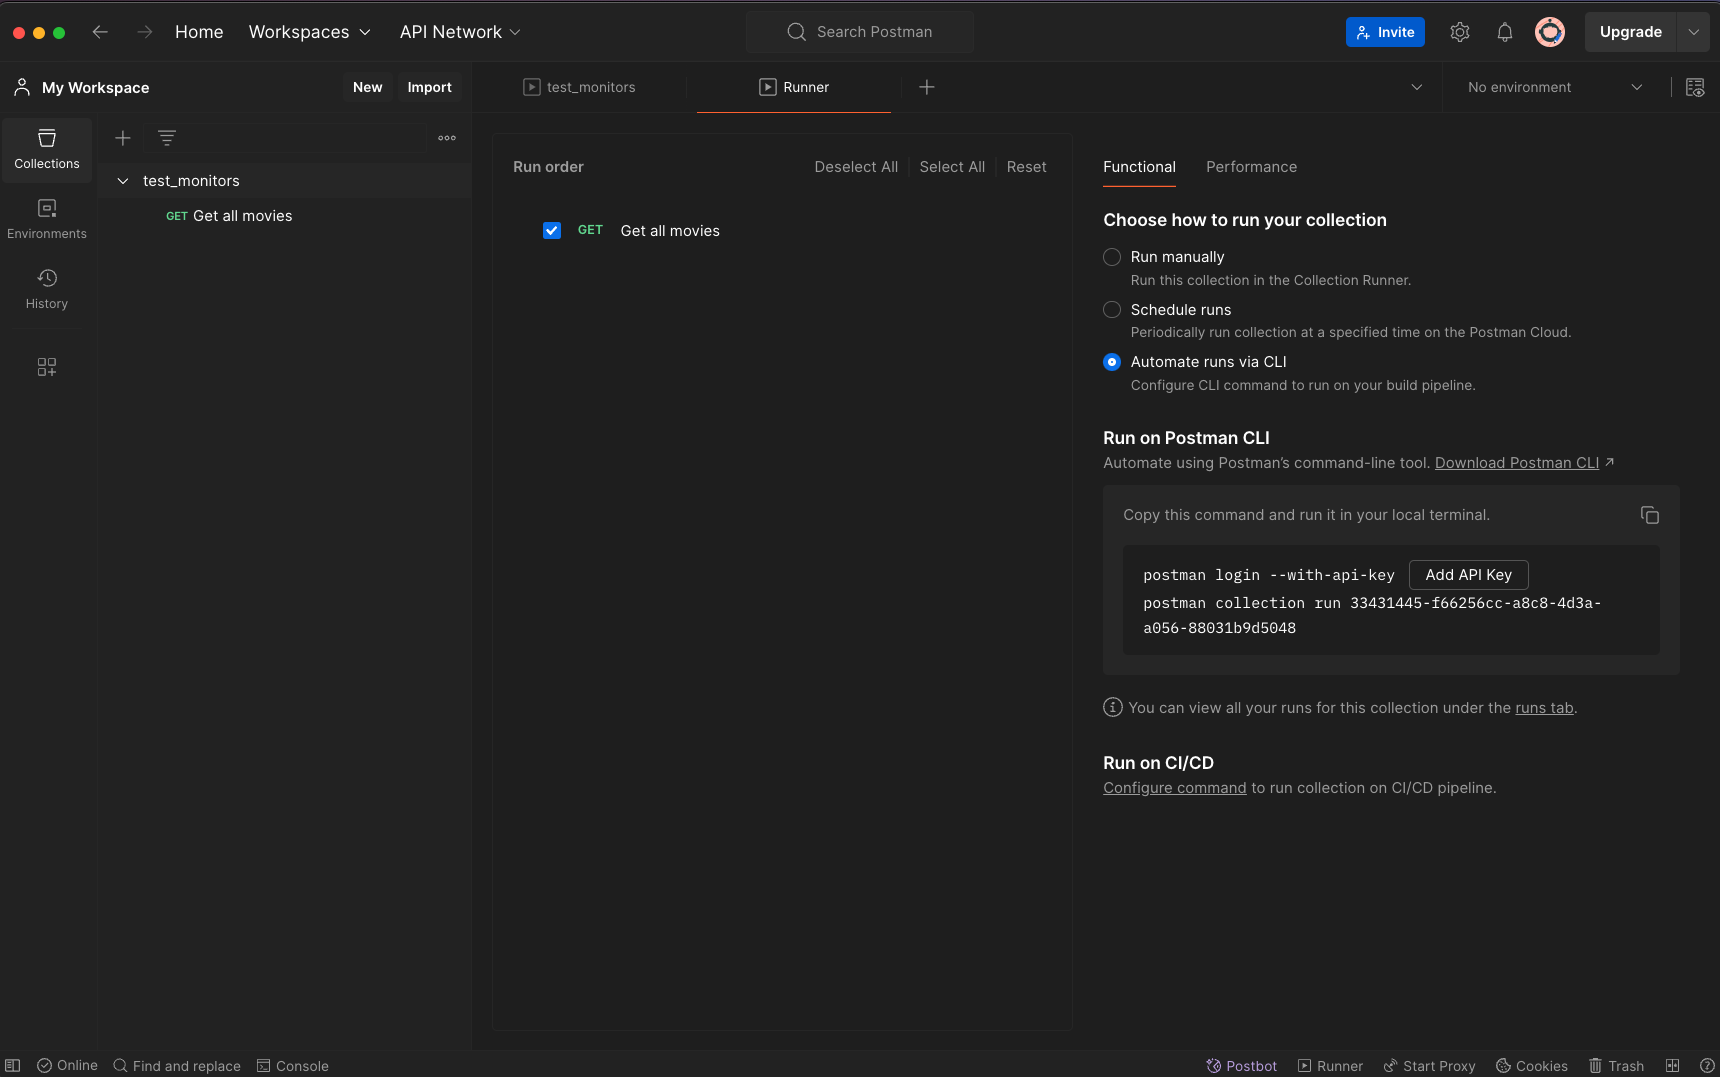 Home Workspaces API Network
Search Postman
Invite
Upgrade
My Workspace New Import
test_monitors
Runner
No environment
Collections
Environments
History
test_monitors
GET Get all movies
Run order
Deselect All Select All Reset
GET Get all movies
Functional Performance
Choose how to run your collection
Run manually
Run this collection in the Collection Runner.
Schedule runs
Periodically run collection at a specified time on the Postman Cloud.
Automate runs via CLI
Configure CLI command to run on your build pipeline.
Run on Postman CLI
Automate using Postman’s command-line tool. Download Postman CLI ↗
Copy this command and run it in your local terminal.
postman login --with-api-key Add API Key
postman collection run 33431445-f66256cc-a8c8-4d3a-
a056-88031b9d5048
You can view all your runs for this collection under the runs tab.
Run on CI/CD
Configure command to run collection on CI/CD pipeline.
Online Find and replace Console
Postbot Runner Start Proxy Cookies Trash